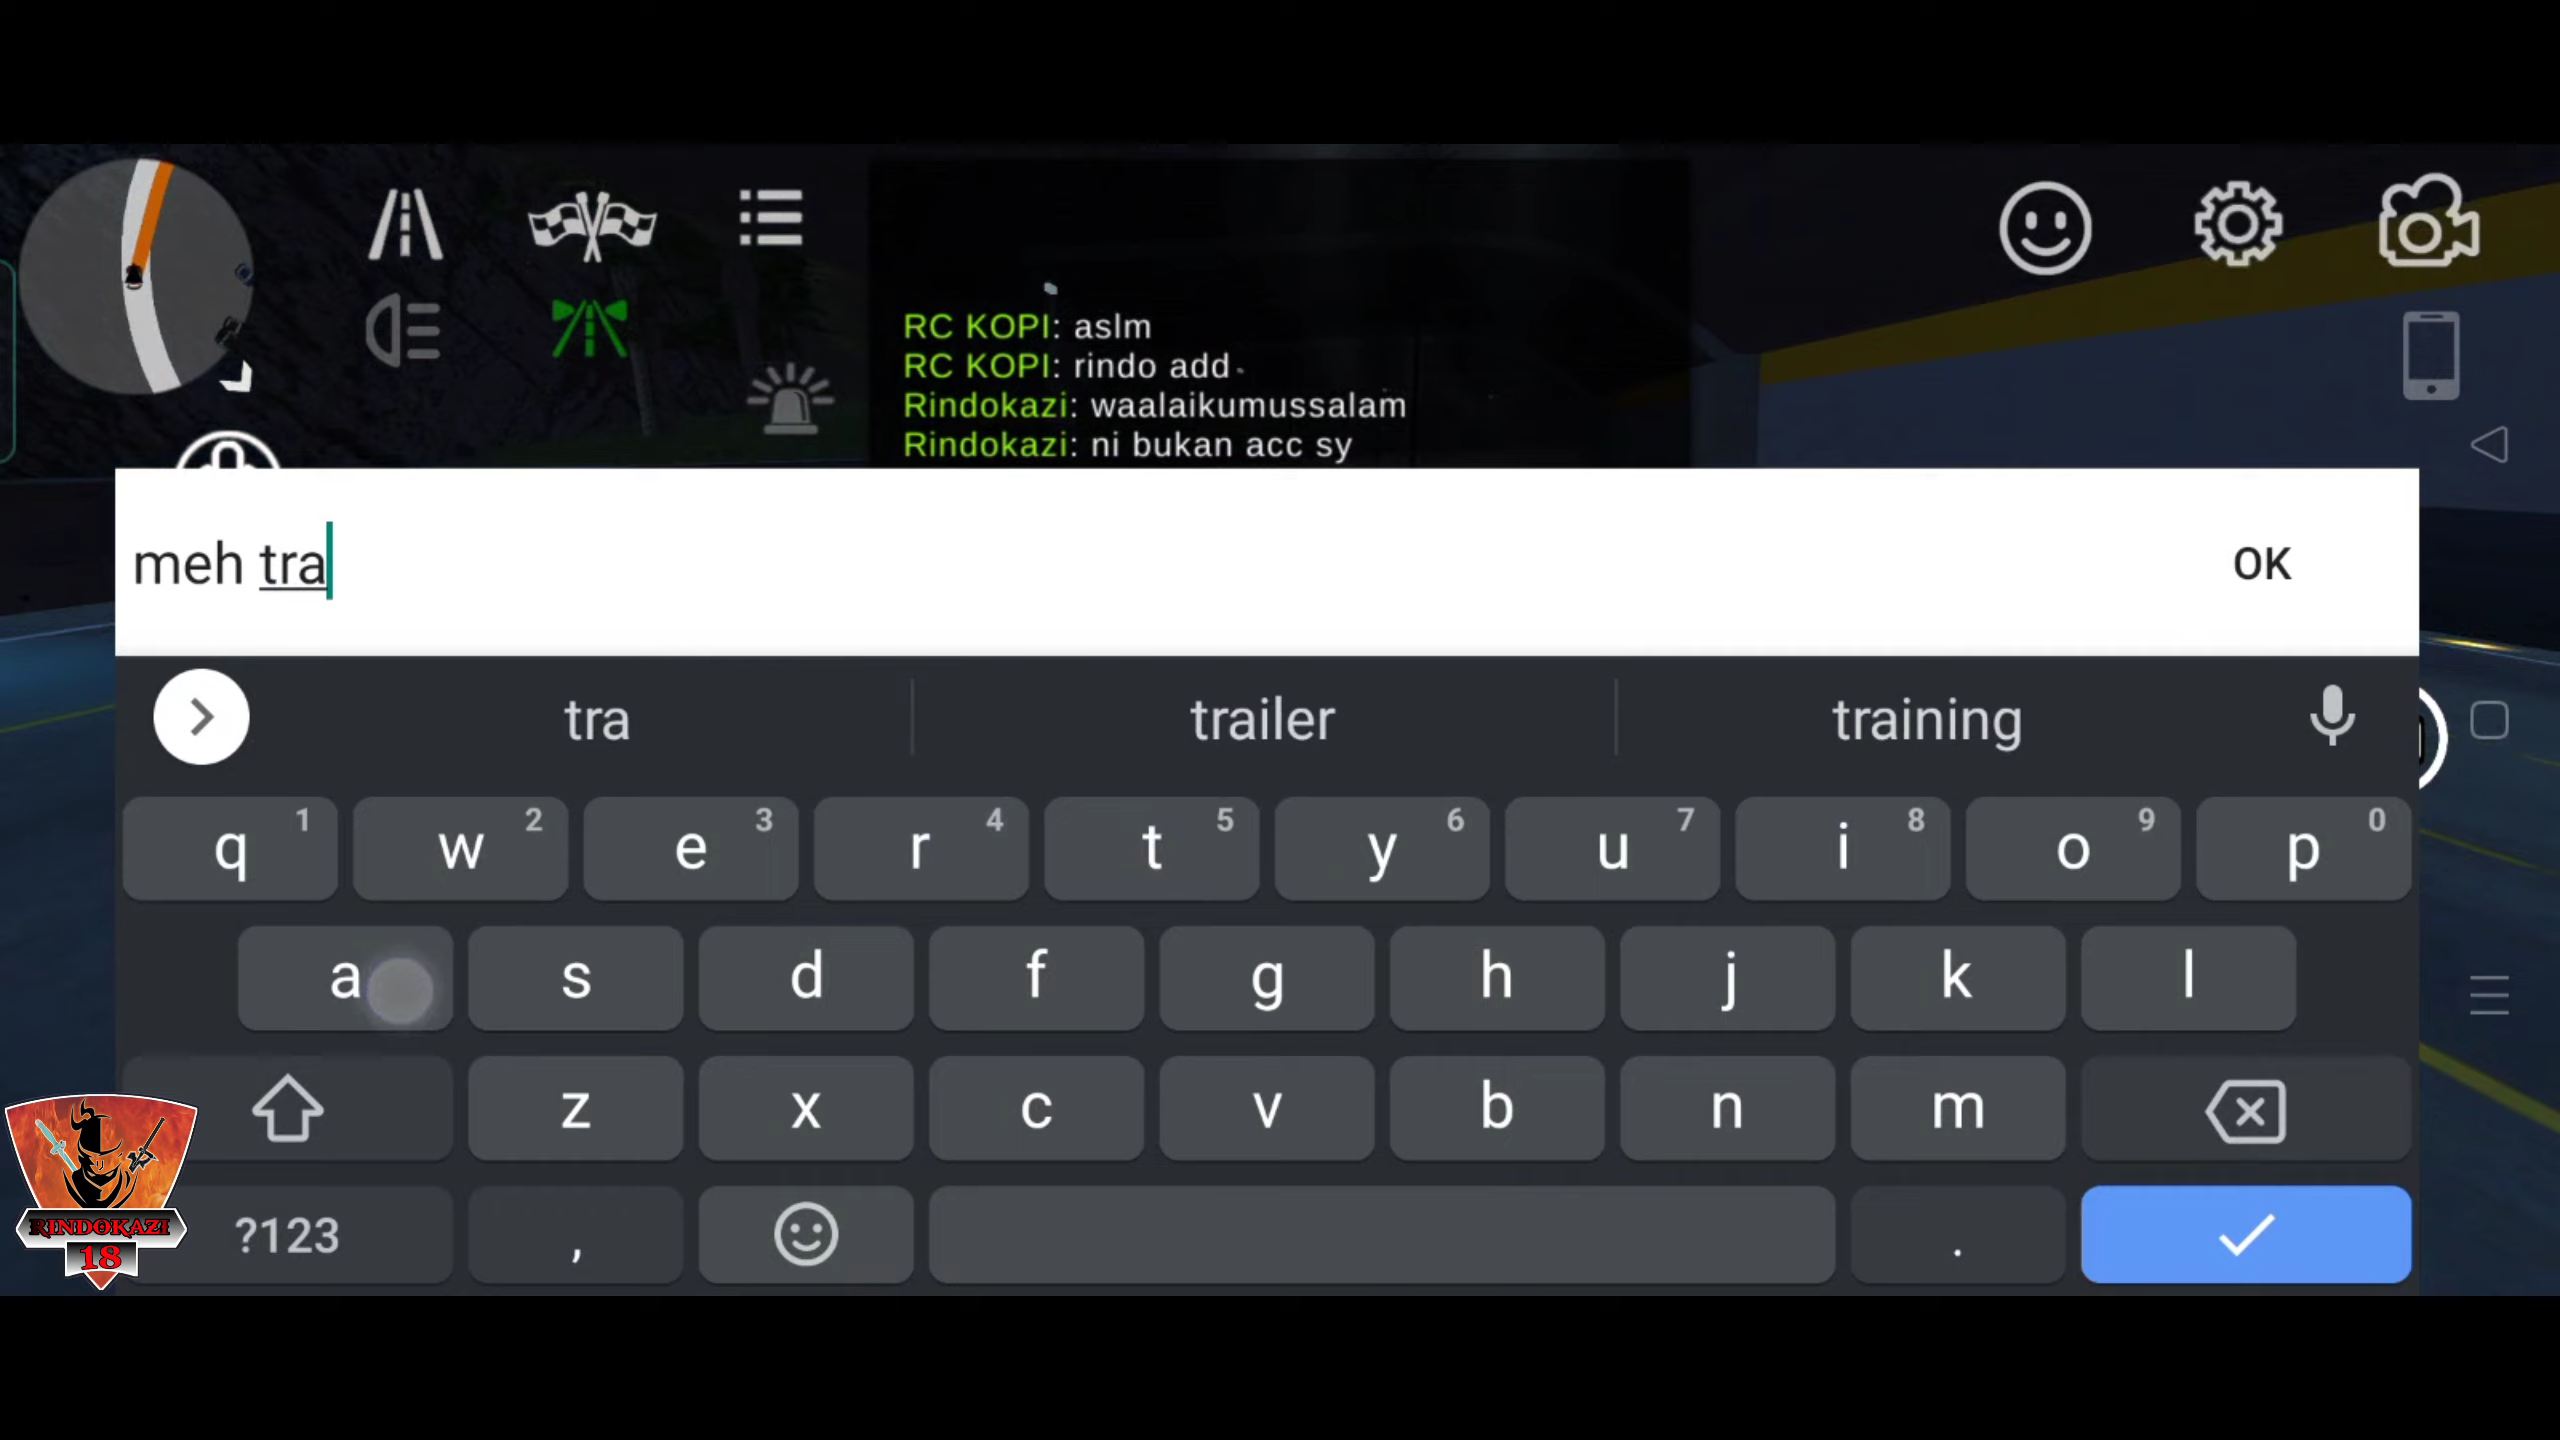 RC KOPI: aslm
RC KOPI: rindo add
Rindokazi: waalaikumussalam
Rindokazi: ni bukan acc sy
meh tra
OK
tra trailer training
q 1 w 2 e 3 r 4 t 5 y 6 u 7 i 8 o 9 p 0
a s d f g h j k l
z x c v b n m
?123 , .
RINDOKAZI
18